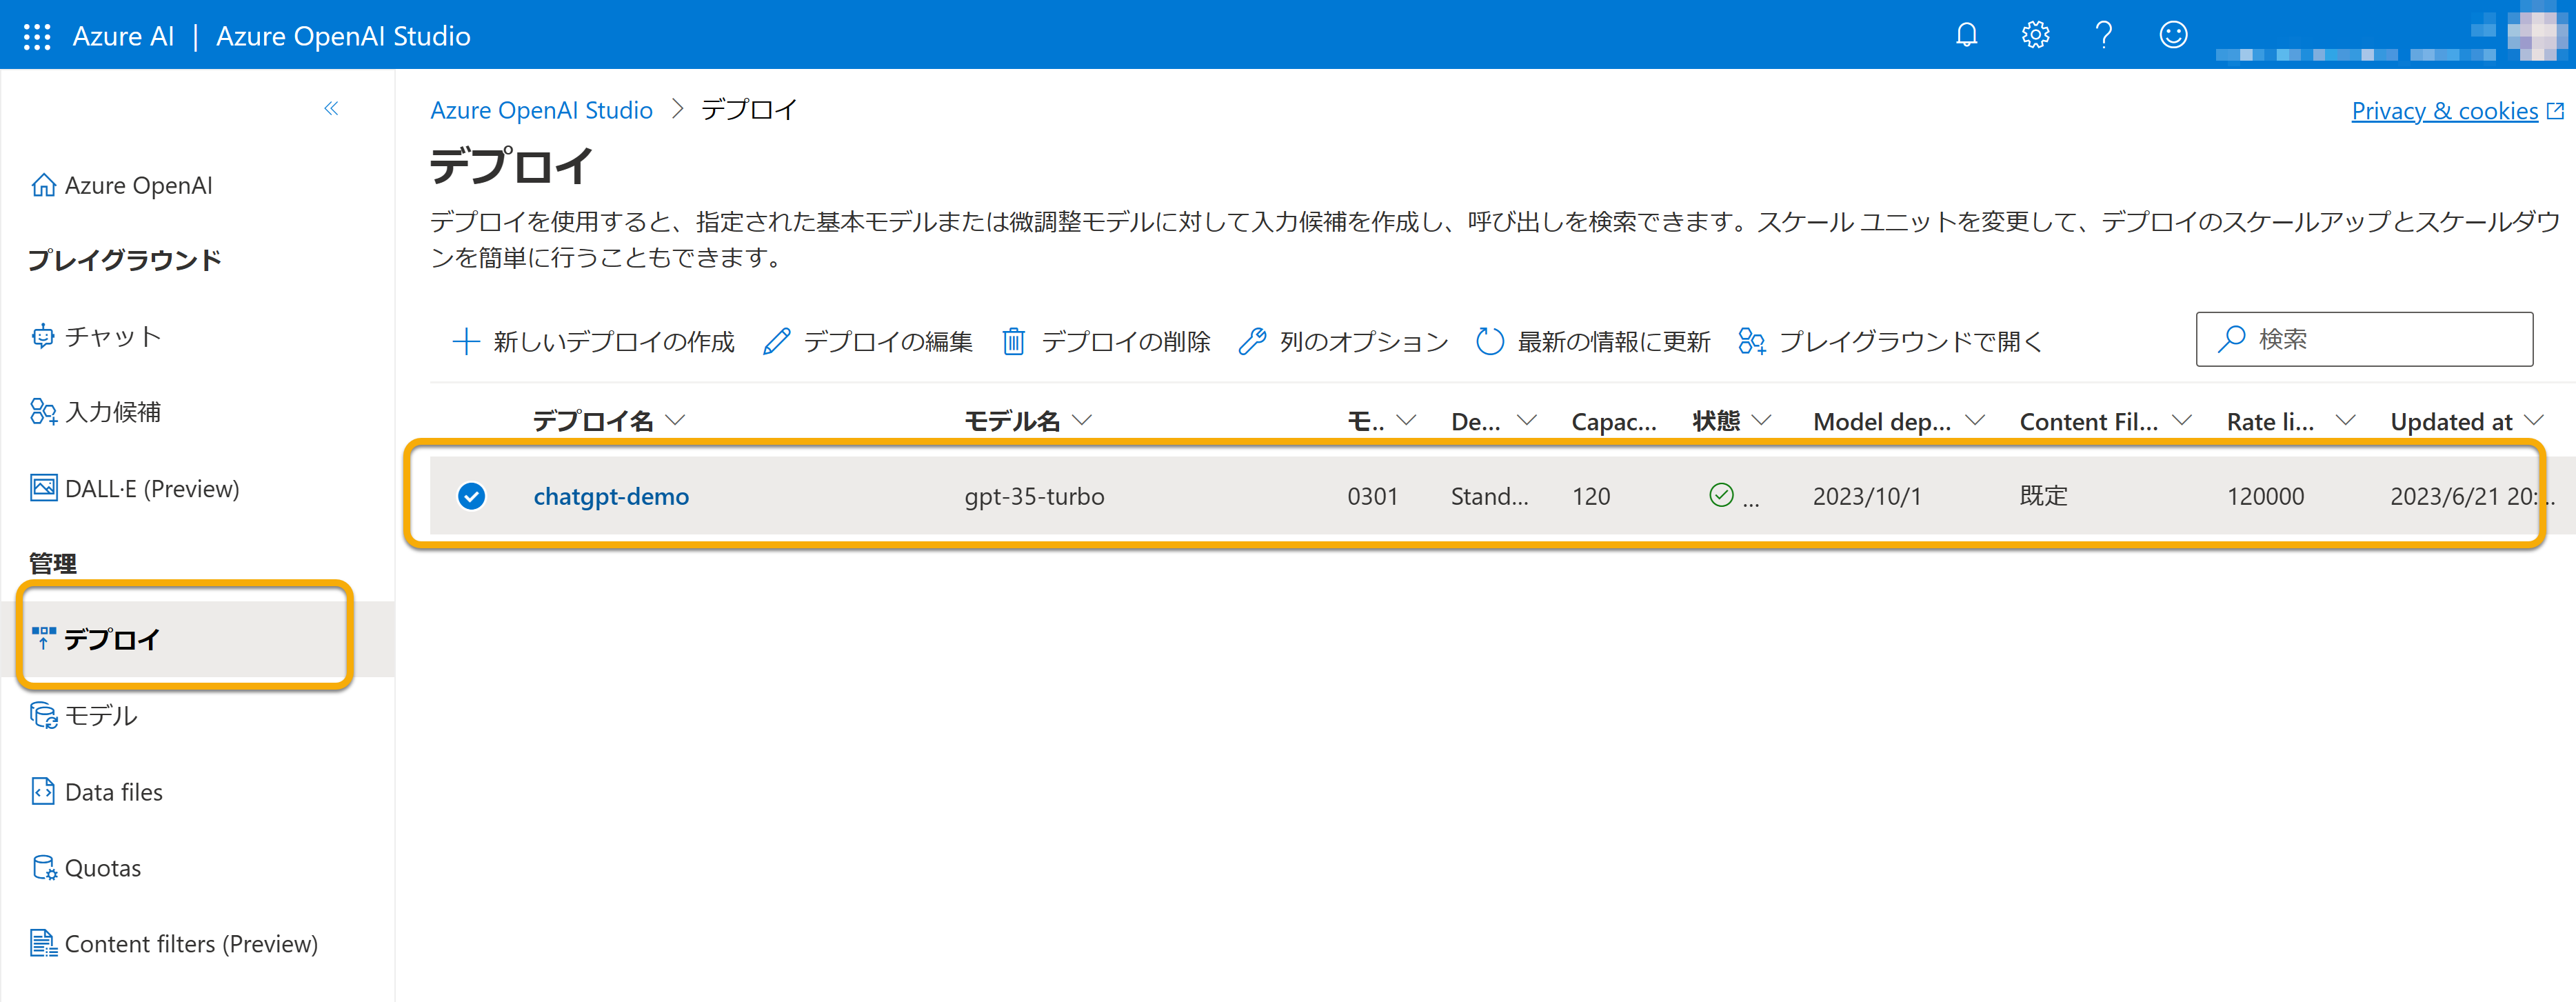 Azure AI | Azure OpenAI Studio
Azure OpenAI
プレイグラウンド
チャット
入力候補
DALL·E (Preview)
管理
デプロイ
モデル
Data files
Quotas
Content filters (Preview)
Azure OpenAI Studio > デプロイ
Privacy & cookies
デプロイ
デプロイを使用すると、指定された基本モデルまたは微調整モデルに対して入力候補を作成し、呼び出しを検索できます。スケール ユニットを変更して、デプロイのスケールアップとスケールダウ
ンを簡単に行うこともできます。
新しいデプロイの作成 デプロイの編集 デプロイの削除 列のオプション 最新の情報に更新 プレイグラウンドで開く 検索
デプロイ名 モデル名 モ... De... Capac... 状態 Model dep... Content Fil... Rate li... Updated at
chatgpt-demo gpt-35-turbo 0301 Stand... 120 ... 2023/10/1 既定 120000 2023/6/21 20:...